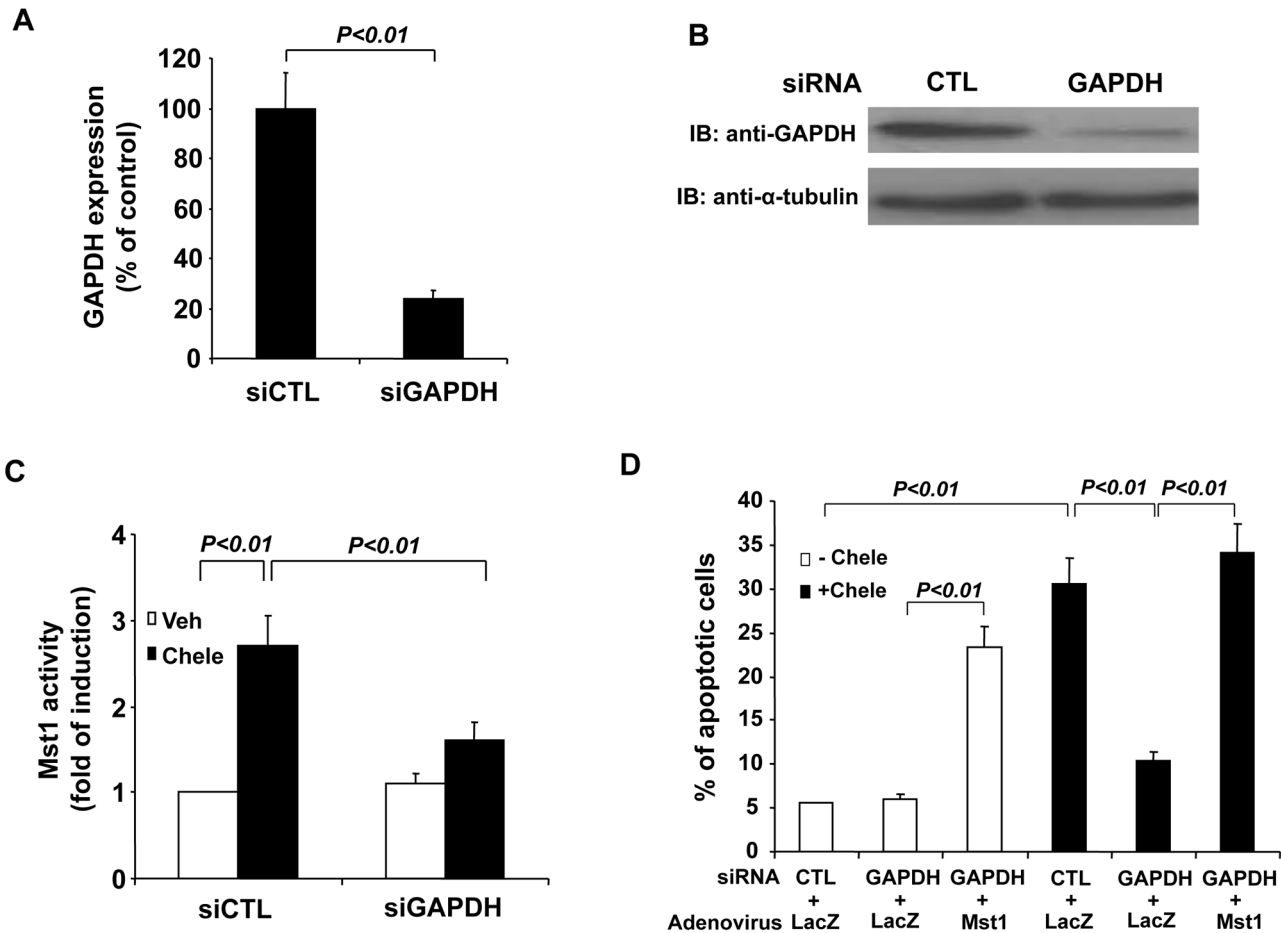 A
P<0.01
GAPDH expression
(% of control)
120
100
80
60
40
20
0
siCTL siGAPDH
B
siRNA CTL GAPDH
IB: anti-GAPDH
IB: anti-α-tubulin
C
Mst1 activity
(fold of induction)
P<0.01 P<0.01
Veh
Chele
4
3
2
1
0
siCTL siGAPDH
D
% of apoptotic cells
P<0.01 P<0.01 P<0.01
- Chele
+Chele
P<0.01
40
35
30
25
20
15
10
5
0
siRNA CTL GAPDH GAPDH CTL GAPDH GAPDH
+ + + + + +
Adenovirus LacZ LacZ Mst1 LacZ LacZ Mst1